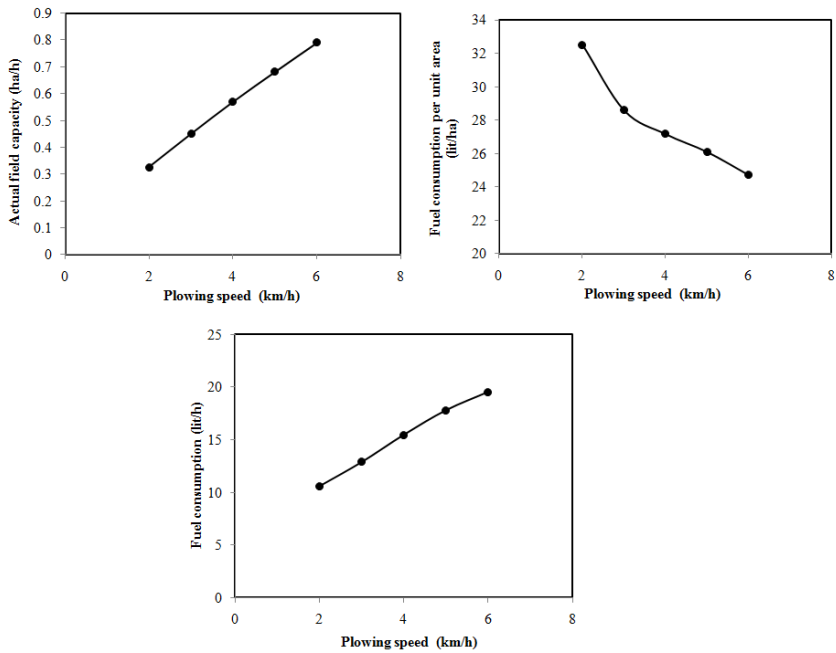 0.9
0.8
0.7
0.6
0.5
0.4
0.3
0.2
0.1
0
Actual field capacity (ha/h)
0 2 4 6 8
Plowing speed (km/h)
34
32
30
28
26
24
22
20
Fuel consumption per unit area
(lit/ha)
0 2 4 6 8
Plowing speed (km/h)
25
20
15
10
5
0
Fuel consumption (lit/h)
0 2 4 6 8
Plowing speed (km/h)